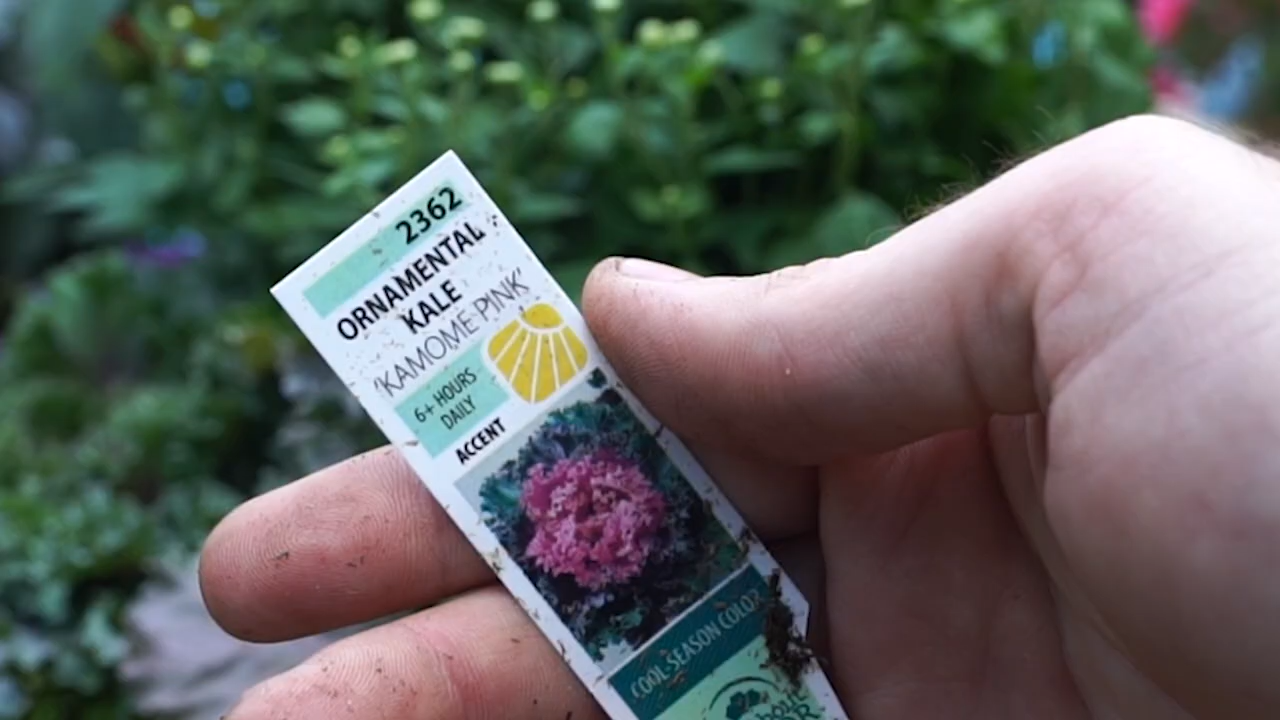 2362
ORNAMENTAL
KALE
'KAMOME PINK'
6+ HOURS
DAILY
ACCENT
COOL SEASON COLOR